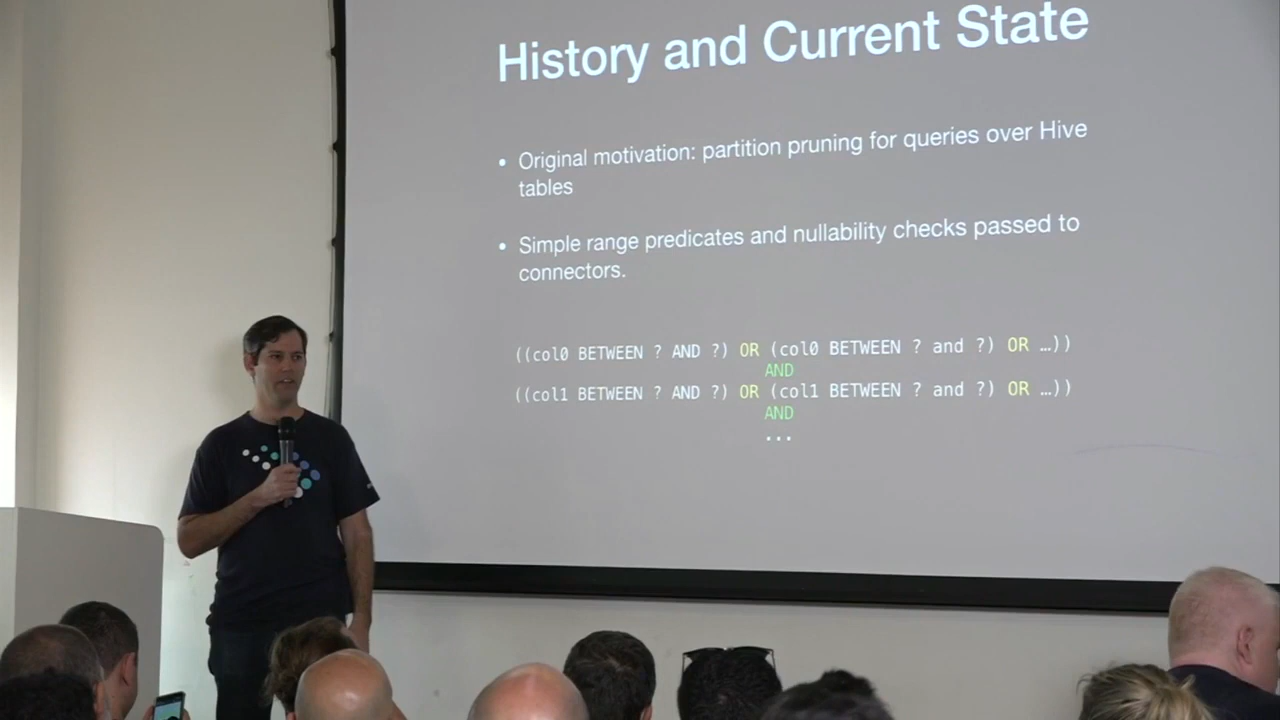 History and Current State
• Original motivation: partition pruning for queries over Hive
tables
• Simple range predicates and nullability checks passed to
connectors.
((col0 BETWEEN ? AND ?) OR (col0 BETWEEN ? and ?) OR …))
AND
((col1 BETWEEN ? AND ?) OR (col1 BETWEEN ? and ?) OR …))
AND
...